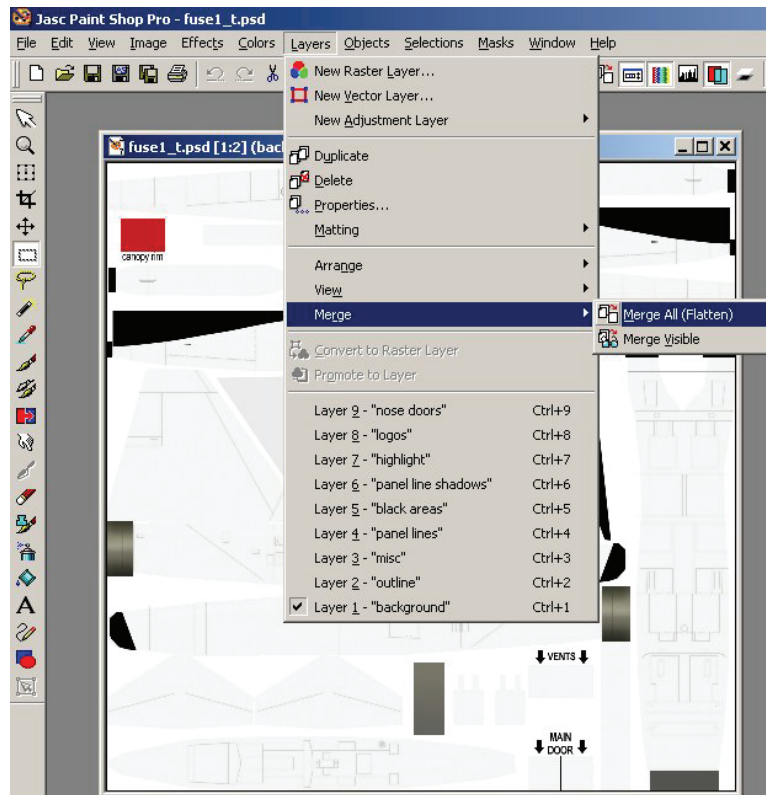 Jasc Paint Shop Pro - fuse1_t.psd
File Edit View Image Effects Colors Layers Objects Selections Masks Window Help
New Raster Layer...
New Vector Layer...
New Adjustment Layer
fuse1_t.psd [1:2] (bac
Duplicate
Delete
Properties...
Matting
canopy rim
Arrange
View
Merge
Merge All (Flatten)
Merge Visible
Convert to Raster Layer
Promote to Layer
Layer 9 - "nose doors" Ctrl+9
Layer 8 - "logos" Ctrl+8
Layer 7 - "highlight" Ctrl+7
Layer 6 - "panel line shadows" Ctrl+6
Layer 5 - "black areas" Ctrl+5
Layer 4 - "panel lines" Ctrl+4
Layer 3 - "misc" Ctrl+3
Layer 2 - "outline" Ctrl+2
Layer 1 - "background" Ctrl+1
VENTS
MAIN
DOOR